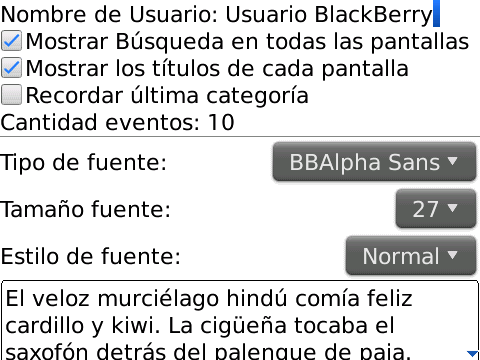 Nombre de Usuario: Usuario BlackBerry
Mostrar Búsqueda en todas las pantallas
Mostrar los títulos de cada pantalla
Recordar última categoría
Cantidad eventos: 10
Tipo de fuente: BBAlpha Sans
Tamaño fuente: 27
Estilo de fuente: Normal
El veloz murciélago hindú comía feliz
cardillo y kiwi. La cigüeña tocaba el
saxofón detrás del palenque de paja.